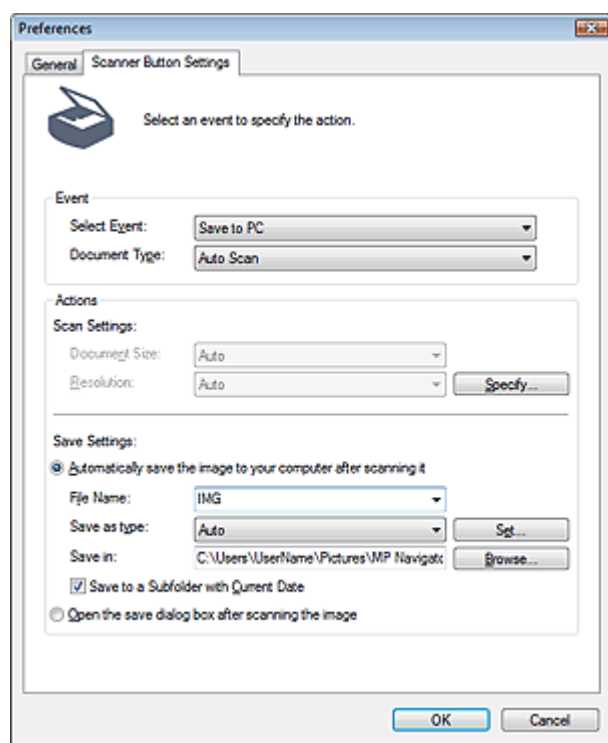 Preferences
General Scanner Button Settings
Select an event to specify the action.
Event
Select Event: Save to PC
Document Type: Auto Scan
Actions
Scan Settings:
Document Size: Auto
Resolution: Auto Specify...
Save Settings:
Automatically save the image to your computer after scanning it
File Name: IMG
Save as type: Auto Set...
Save in: C:\Users\UserName\Pictures\MP Navigatc Browse...
Save to a Subfolder with Current Date
Open the save dialog box after scanning the image
OK Cancel